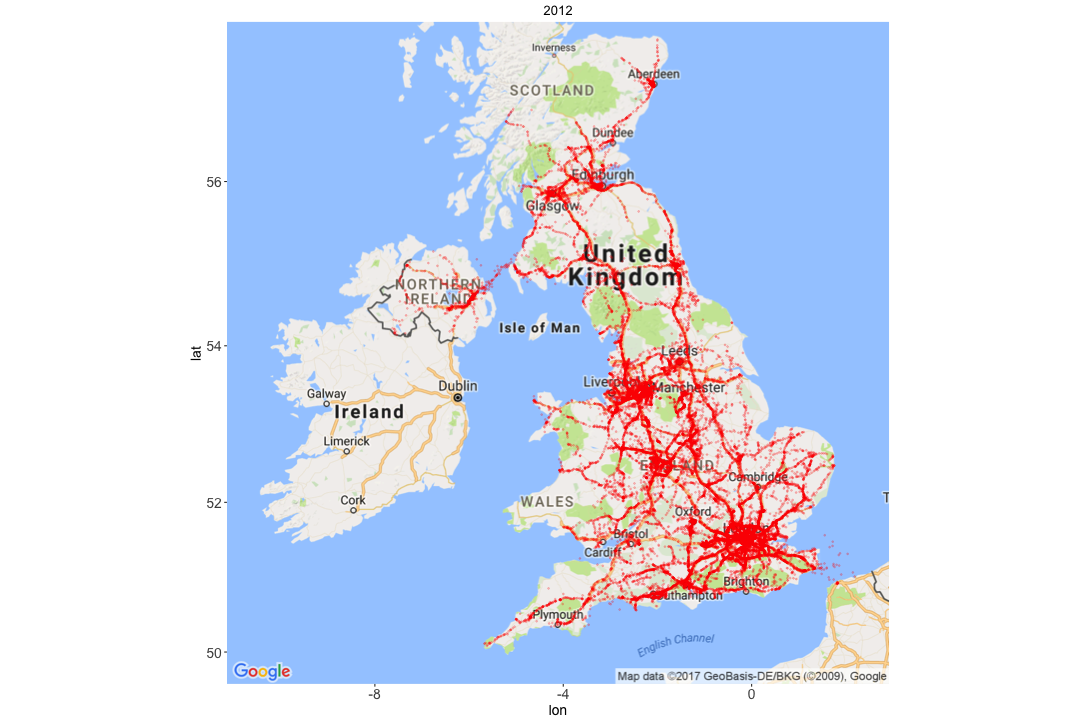 2012
Inverness
Aberdeen
SCOTLAND
Dundee
Edinburgh
Glasgow
56
United
Kingdom
NORTHERN
IRELAND
Isle of Man
54
lat
Leeds
Liverpool
Manchester
Dublin
Galway
Ireland
Limerick
ENGLAND
Cambridge
Cork
52
WALES
Oxford
London
T
Bristol
Cardiff
Brighton
Southampton
Plymouth
English Channel
50
Google
Map data ©2017 GeoBasis-DE/BKG (©2009), Google
-8
-4
0
lon